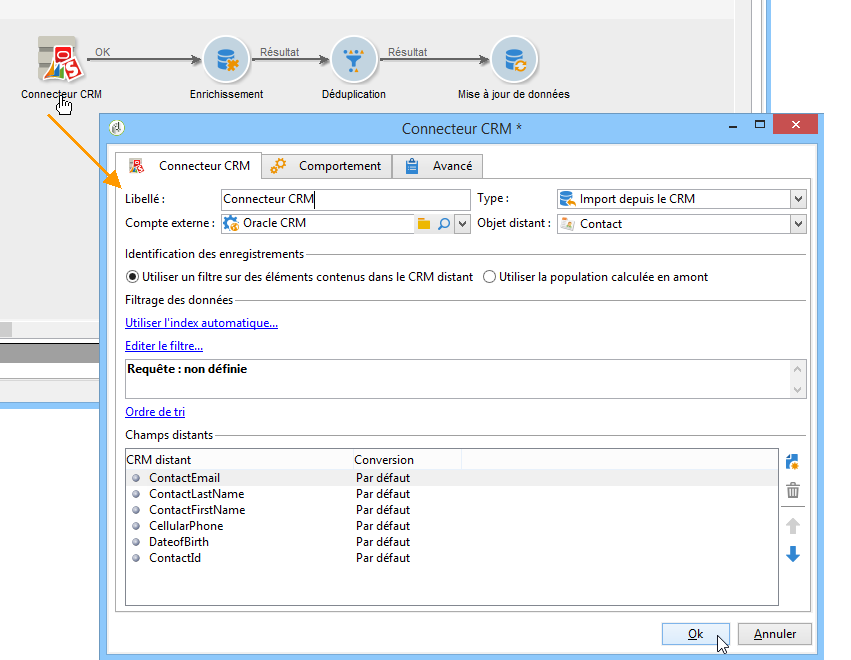 OK
Résultat
Résultat
Connecteur CRM
Enrichissement
Déduplication
Mise à jour de données
Connecteur CRM *
Connecteur CRM
Comportement
Avancé
Libellé :
Connecteur CRM
Type :
Import depuis le CRM
Compte externe :
Oracle CRM
Objet distant :
Contact
Identification des enregistrements
Utiliser un filtre sur des éléments contenus dans le CRM distant
Utiliser la population calculée en amont
Filtrage des données
Utiliser l'index automatique...
Editer le filtre...
Requête : non définie
Ordre de tri
Champs distants
CRM distant Conversion
ContactEmail Par défaut
ContactLastName Par défaut
ContactFirstName Par défaut
CellularPhone Par défaut
DateofBirth Par défaut
ContactId Par défaut
Ok
Annuler